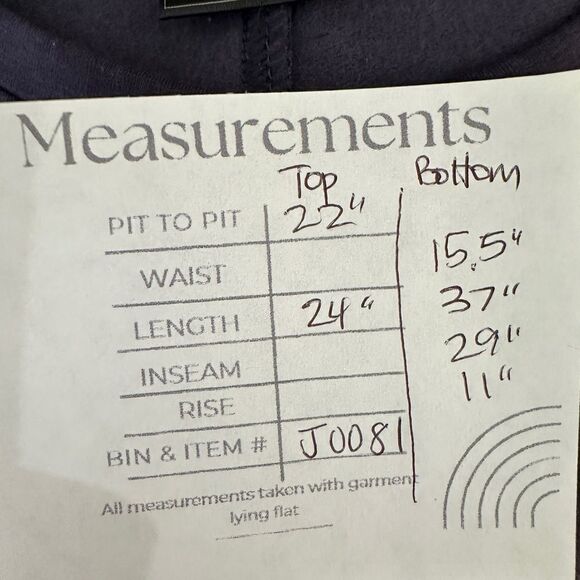 Measurements
Top Bottom
PIT TO PIT 22"
WAIST 15.5"
LENGTH 24" 37"
INSEAM 29"
RISE 11"
BIN & ITEM # J0081
All measurements taken with garment
lying flat